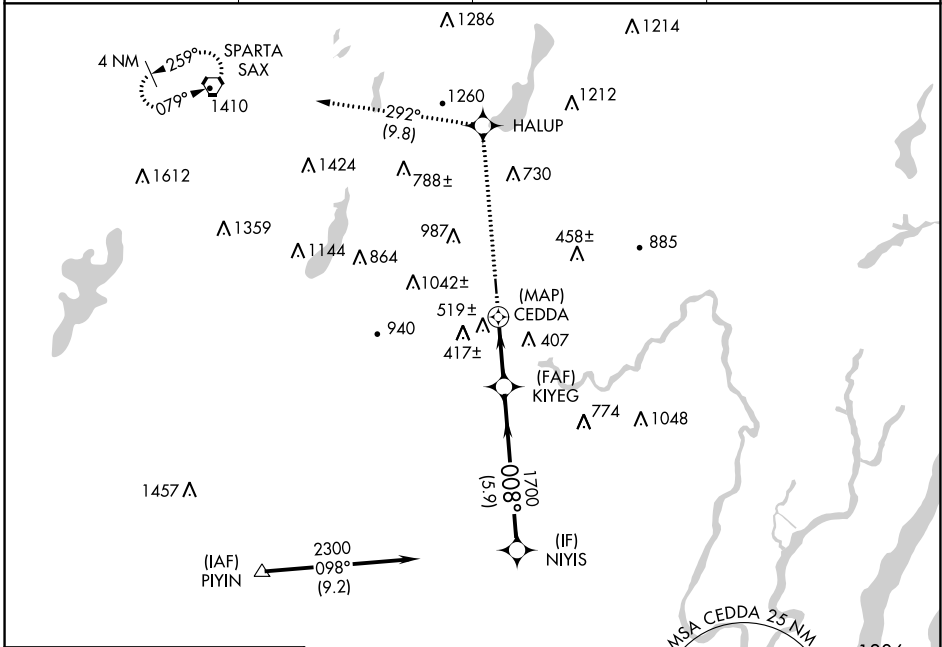 1286
1214
4 NM
259°
SPARTA
SAX
079°
1410
292°
(9.8)
1260
1212
HALUP
1612
1424
788±
730
1359
1144
864
987
458±
885
1042±
(MAP)
CEDDA
519±
940
417±
407
(FAF)
KIYEG
774
1048
1457
1700
008°
(5.9)
(IAF)
PIYIN
2300
098°
(9.2)
(IF)
NIYIS
MSA CEDDA 25 NM